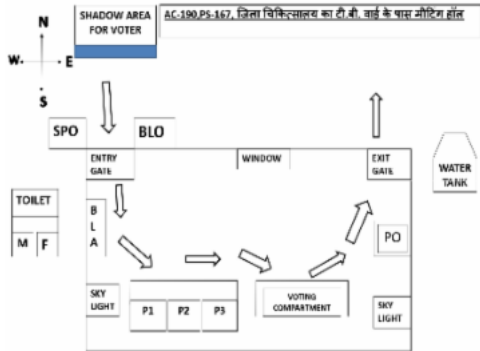 SHADOW AREA
FOR VOTER
AC-190,PS-167, जिला चिकित्सालय का टी.बी. वार्ड के पास मीटिंग हॉल
N
W
E
S
SPO
BLO
ENTRY
GATE
WINDOW
EXIT
GATE
WATER
TANK
TOILET
M
F
B
L
A
PO
SKY
LIGHT
P1
P2
P3
VOTING
COMPARTMENT
SKY
LIGHT